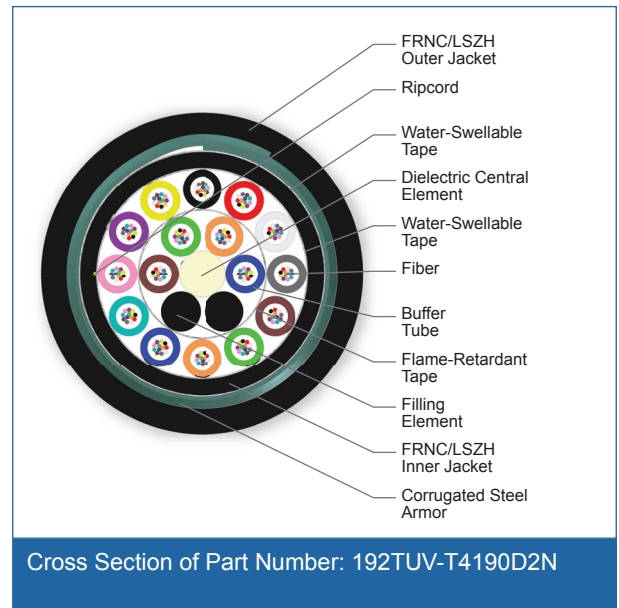 FRNC/LSZH
Outer Jacket
Ripcord
Water-Swellable
Tape
Dielectric Central
Element
Water-Swellable
Tape
Fiber
Buffer
Tube
Flame-Retardant
Tape
Filling
Element
FRNC/LSZH
Inner Jacket
Corrugated Steel
Armor
Cross Section of Part Number: 192TUV-T4190D2N